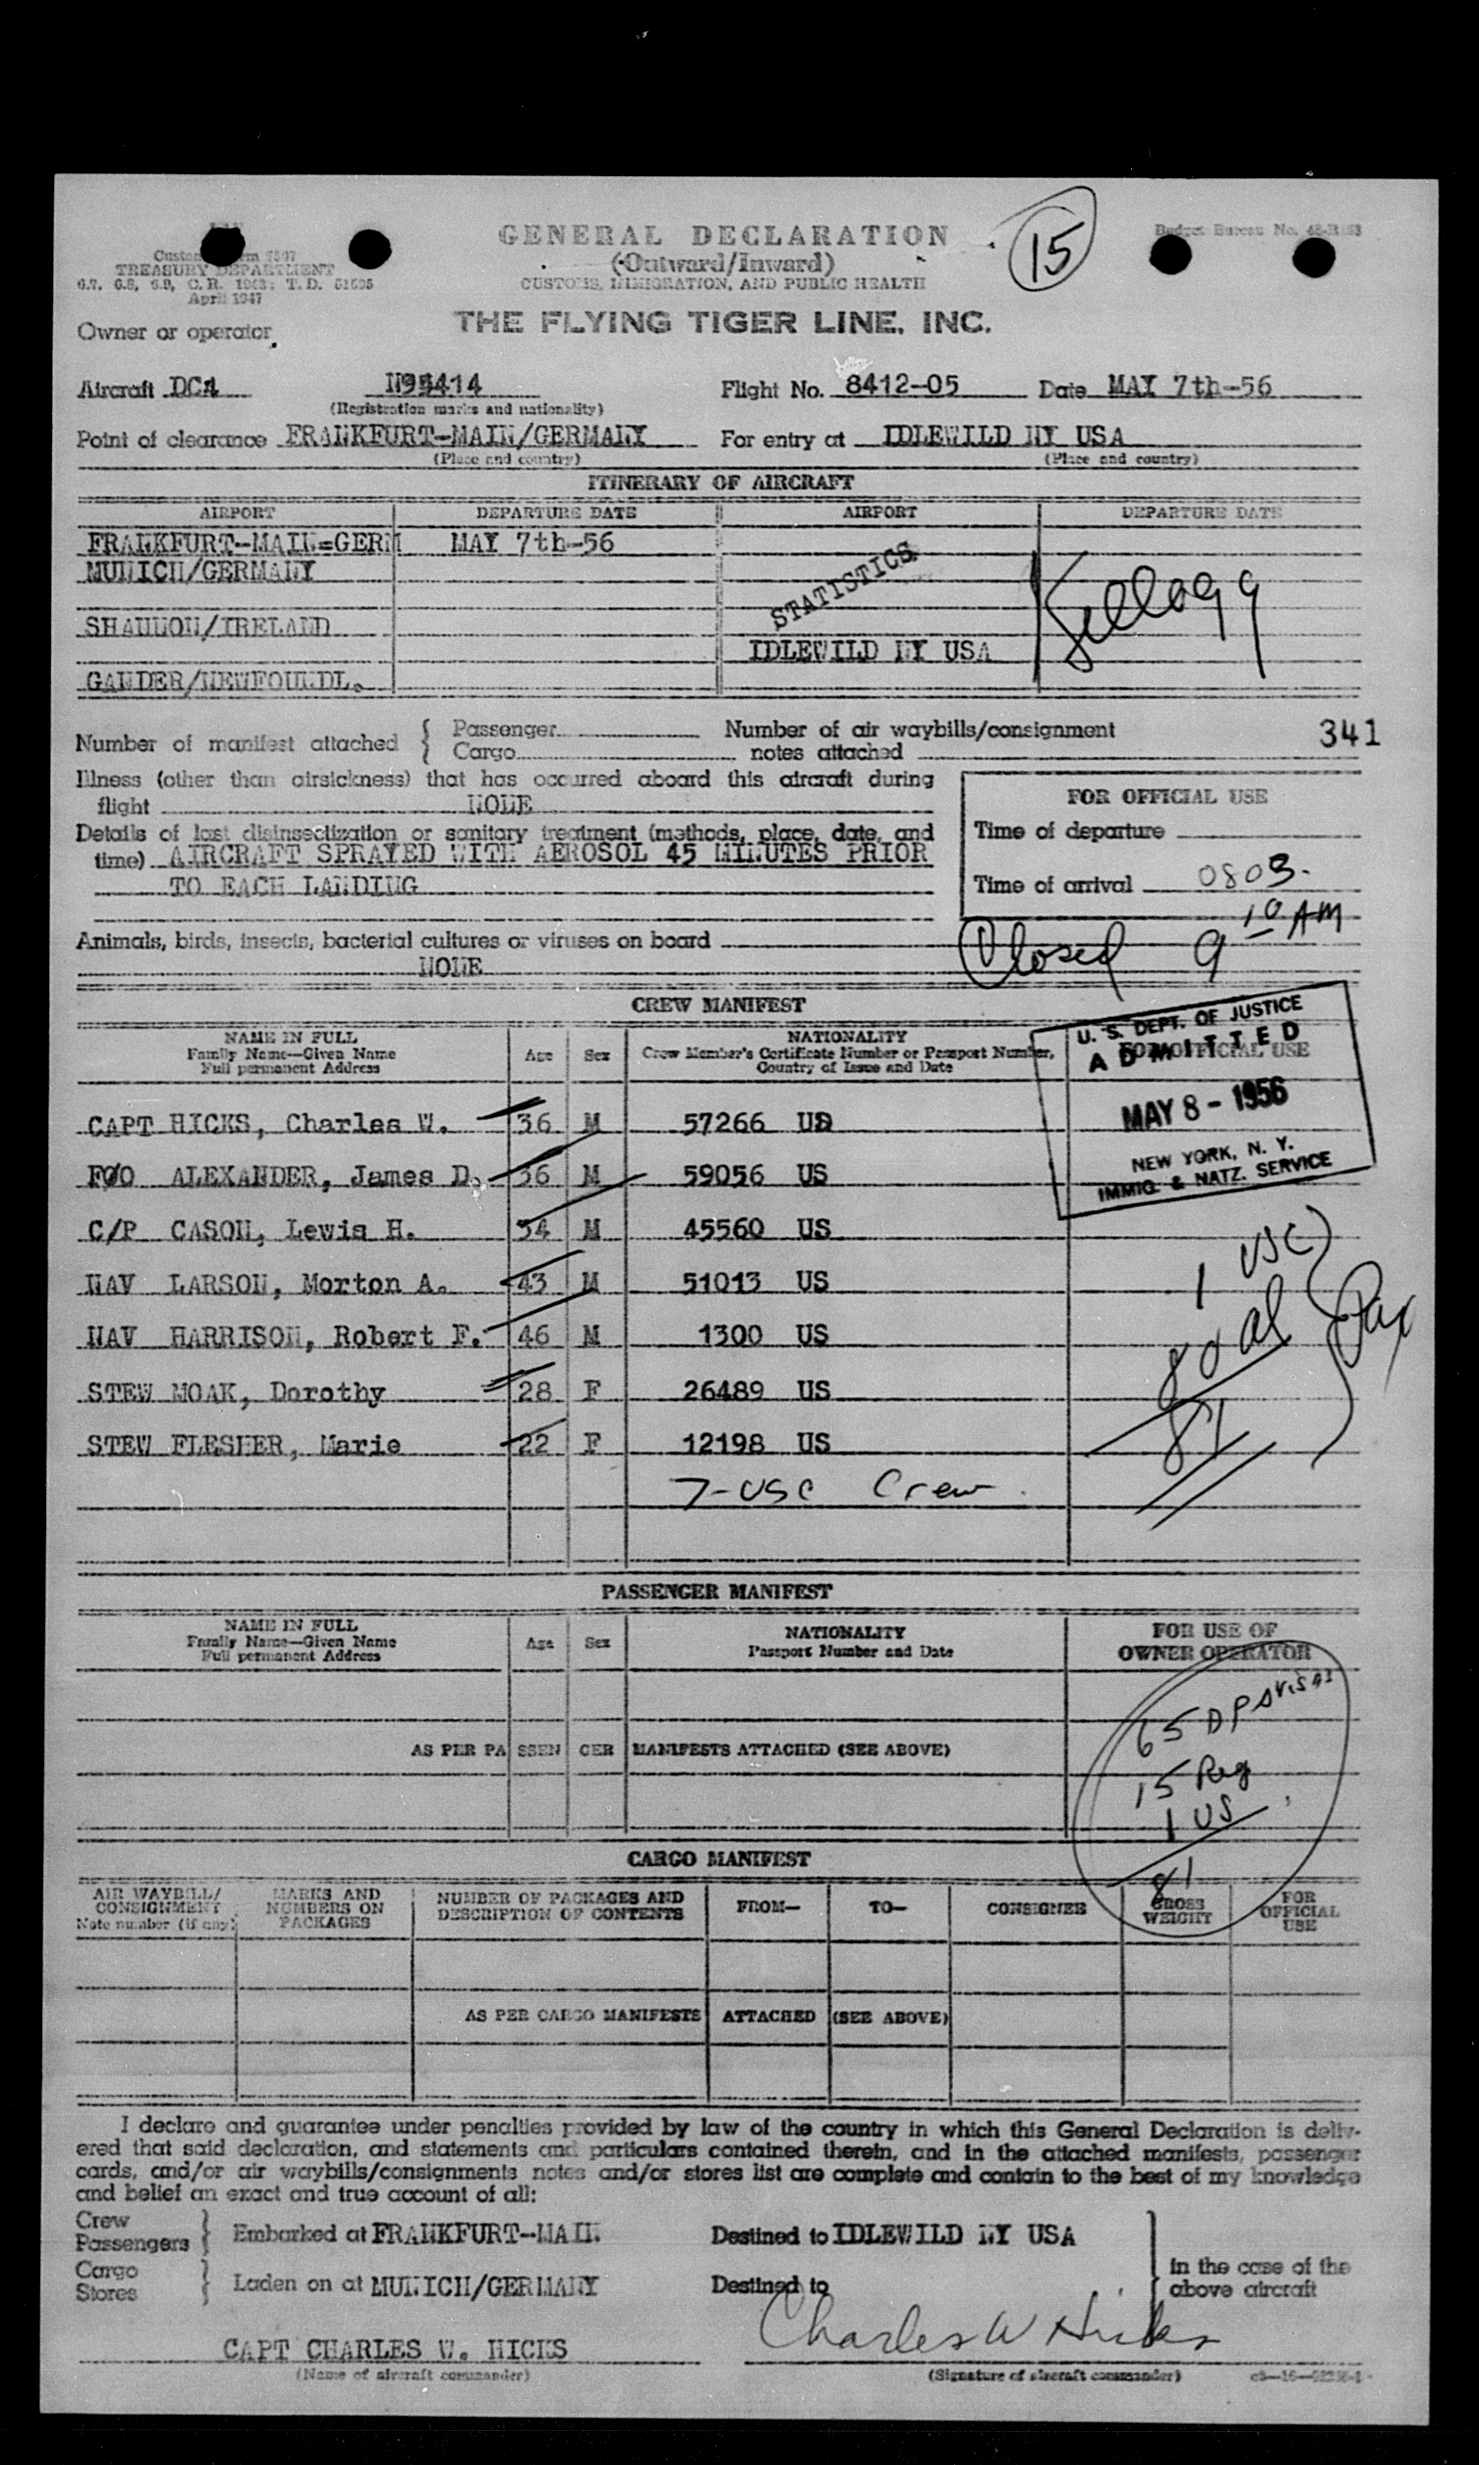 GENERAL DECLARATION
(Outward/Inward)
CUSTOMS, IMMIGRATION, AND PUBLIC HEALTH
15
Budget Bureau No.
Customs Form 7507
TREASURY DEPARTMENT
April 1947
Owner or operator
THE FLYING TIGER LINE, INC.
Aircraft DC4 N95414 Flight No. 8412-05 Date MAY 7th-56
(Registration marks and nationality)
Point of clearance FRANKFURT-MAIN/GERMANY For entry at IDLEWILD NY USA
(Place and country) (Place and country)
ITINERARY OF AIRCRAFT
AIRPORT DEPARTURE DATE AIRPORT DEPARTURE DATE
FRANKFURT-MAIN=GERM MAY 7th-56
MUNICH/GERMANY
STATISTICS
Kellogg
SHANNON/IRELAND
IDLEWILD NY USA
GANDER/NEWFOUNDL.
Number of manifest attached { Passenger Number of air waybills/consignment 341
Cargo notes attached
Illness (other than airsickness) that has occurred aboard this aircraft during
flight NONE
FOR OFFICIAL USE
Details of last disinsectization or sanitary treatment (methods, place, date, and
time) AIRCRAFT SPRAYED WITH AEROSOL 45 MINUTES PRIOR
TO EACH LANDING
Time of departure
Time of arrival 0803.
Closed 9 10 AM
Animals, birds, insects, bacterial cultures or viruses on board
NONE
CREW MANIFEST
NAME IN FULL
Family Name—Given Name
Full permanent Address
Age Sex
NATIONALITY
Crew Member's Certificate Number or Passport Number,
Country of Issue and Date
FOR OFFICIAL USE
U. S. DEPT. OF JUSTICE
ADMITTED
MAY 8 - 1956
NEW YORK, N. Y.
IMMIG. & NATZ. SERVICE
CAPT HICKS, Charles W. 36 M 57266 US
F/O ALEXANDER, James D. 36 M 59056 US
C/P CASON, Lewis H. 34 M 45560 US
NAV LARSON, Morton A. 43 M 51013 US
NAV HARRISON, Robert F. 46 M 1300 US
STEW MOAK, Dorothy 28 F 26489 US
STEW FLESHER, Marie 22 F 12198 US
7-USC Crew
1 USC
80 al
81
Pax
PASSENGER MANIFEST
NAME IN FULL
Family Name—Given Name
Full permanent Address
Age Sex
NATIONALITY
Passport Number and Date
FOR USE OF
OWNER OPERATOR
AS PER PASSENGER MANIFESTS ATTACHED (SEE ABOVE)
65 DPS visas
15 Reg
1 US
81
CARGO MANIFEST
AIR WAYBILL/
CONSIGNMENT
Note number (if any)
MARKS AND
NUMBERS ON
PACKAGES
NUMBER OF PACKAGES AND
DESCRIPTION OF CONTENTS
FROM— TO— CONSIGNEE
GROSS
WEIGHT
FOR
OFFICIAL
USE
AS PER CARGO MANIFESTS ATTACHED (SEE ABOVE)
I declare and guarantee under penalties provided by law of the country in which this General Declaration is deliv-
ered that said declaration, and statements and particulars contained therein, and in the attached manifests, passenger
cards, and/or air waybills/consignments notes and/or stores list are complete and contain to the best of my knowledge
and belief an exact and true account of all:
Crew
Passengers } Embarked at FRANKFURT-MAIN Destined to IDLEWILD NY USA
Cargo
Stores } Laden on at MUNICH/GERMANY Destined to
in the case of the
above aircraft
CAPT CHARLES W. HICKS Charles W Hicks
(Name of aircraft commander) (Signature of aircraft commander)